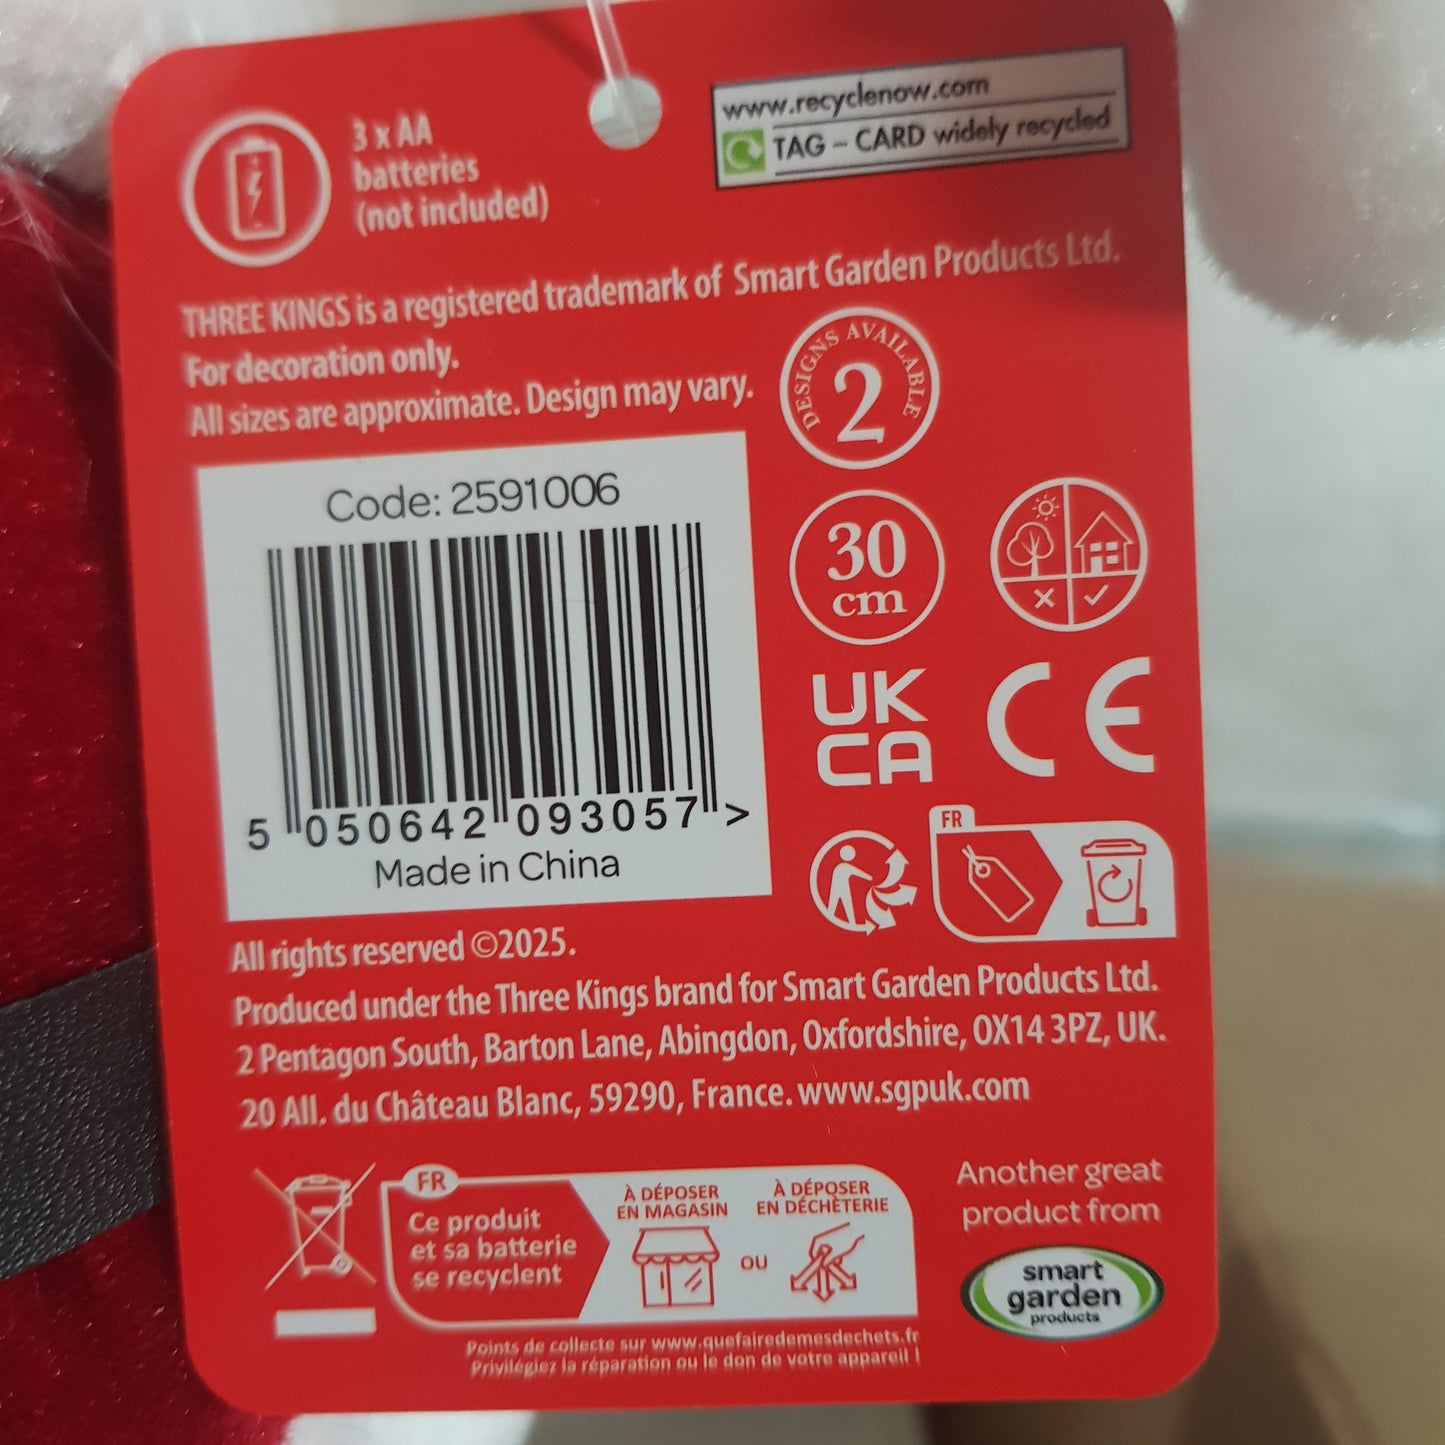 3 x AA
batteries
(not included)
www.recyclenow.com
TAG – CARD widely recycled
THREE KINGS is a registered trademark of Smart Garden Products Ltd.
For decoration only.
All sizes are approximate. Design may vary.
DESIGNS AVAILABLE
2
Code: 2591006
5 050642 093057 >
Made in China
30
cm
UK
CA
CE
FR
All rights reserved ©2025.
Produced under the Three Kings brand for Smart Garden Products Ltd.
2 Pentagon South, Barton Lane, Abingdon, Oxfordshire, OX14 3PZ, UK.
20 All. du Château Blanc, 59290, France. www.sgpuk.com
FR
Ce produit
et sa batterie
se recyclent
À DÉPOSER
EN MAGASIN
OU
À DÉPOSER
EN DÉCHÈTERIE
Points de collecte sur www.quefairedemesdechets.fr
Privilégiez la réparation ou le don de votre appareil !
Another great
product from
smart
garden
products